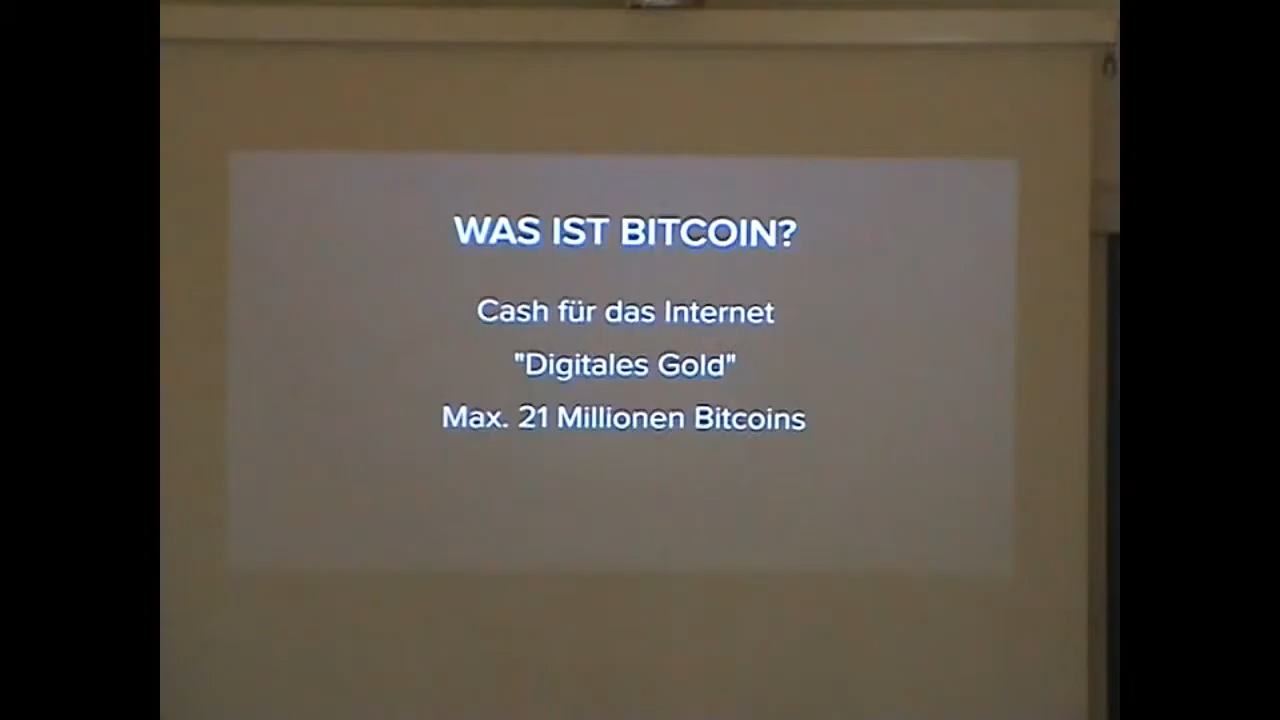 WAS IST BITCOIN?
Cash für das Internet
"Digitales Gold"
Max. 21 Millionen Bitcoins